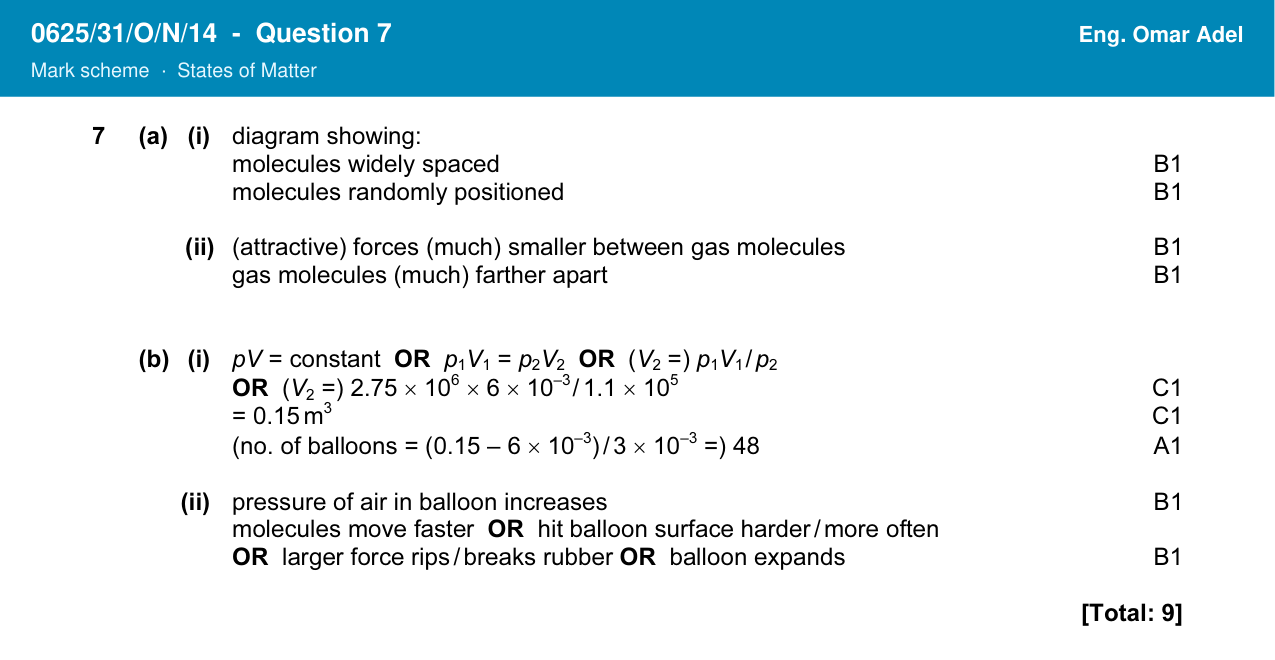 0625/31/O/N/14 - Question 7
Eng. Omar Adel
Mark scheme · States of Matter
7 (a) (i) diagram showing:
molecules widely spaced B1
molecules randomly positioned B1
(ii) (attractive) forces (much) smaller between gas molecules B1
gas molecules (much) farther apart B1
(b) (i) pV = constant OR p₁V₁ = p₂V₂ OR (V₂ =) p₁V₁/p₂
OR (V₂ =) 2.75 × 10⁶ × 6 × 10⁻³/1.1 × 10⁵ C1
= 0.15 m³ C1
(no. of balloons = (0.15 – 6 × 10⁻³)/3 × 10⁻³ =) 48 A1
(ii) pressure of air in balloon increases B1
molecules move faster OR hit balloon surface harder/more often
OR larger force rips/breaks rubber OR balloon expands B1
[Total: 9]